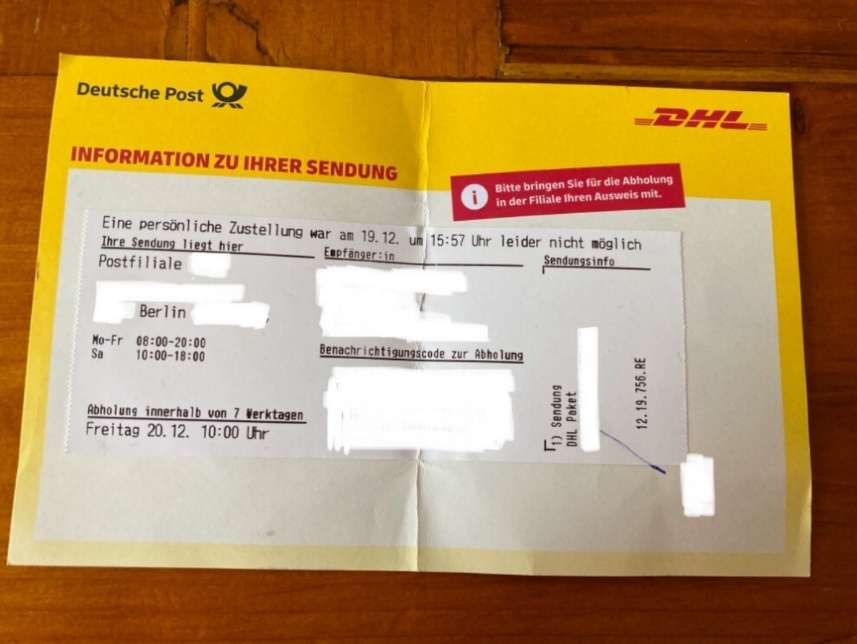 Deutsche Post
DHL
INFORMATION ZU IHRER SENDUNG
i
Bitte bringen Sie für die Abholung
in der Filiale Ihren Ausweis mit.
Eine persönliche Zustellung war am 19.12. um 15:57 Uhr leider nicht möglich
Ihre Sendung liegt hier
Postfiliale
Berlin
Mo-Fr 08:00-20:00
Sa 10:00-18:00
Abholung innerhalb von 7 Werktagen
Freitag 20.12. 10:00 Uhr
Empfänger:in
Benachrichtigungscode zur Abholung
Sendungsinfo
1) Sendung
DHL Paket
12.19.756.RE